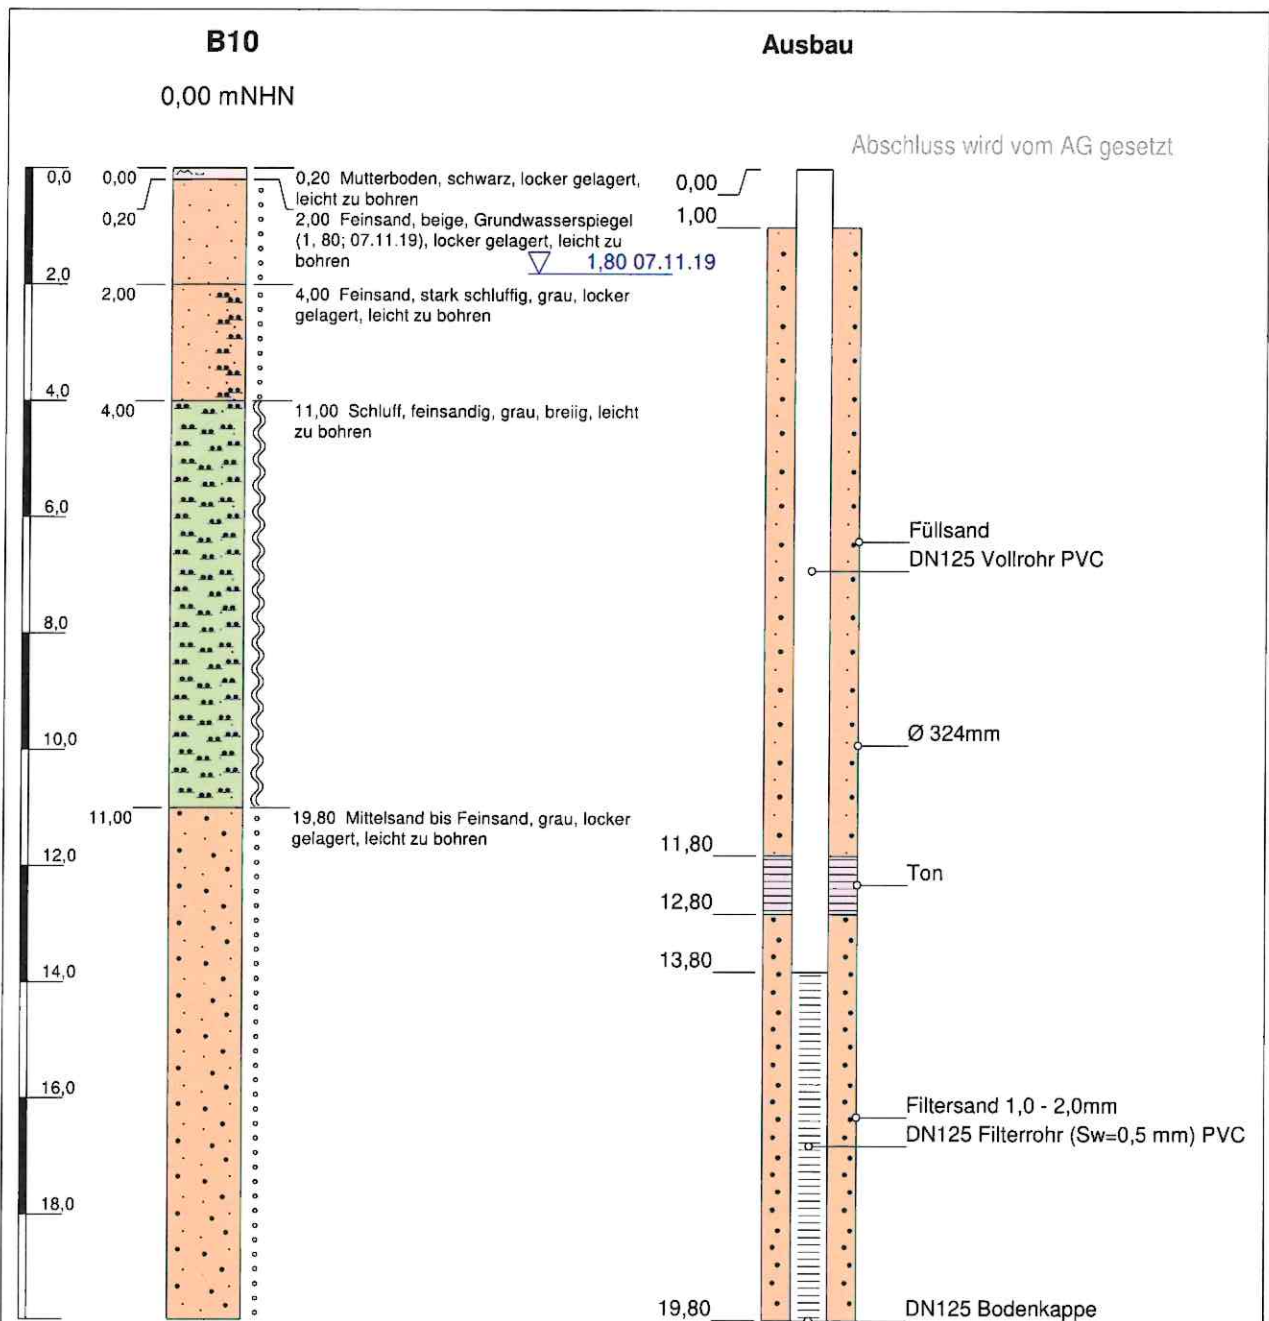 B10
Ausbau
0,00 mNHN
Abschluss wird vom AG gesetzt
0,0
0,00
0,20 Mutterboden, schwarz, locker gelagert,
leicht zu bohren
0,20
2,00 Feinsand, beige, Grundwasserspiegel
(1, 80; 07.11.19), locker gelagert, leicht zu
bohren
1,80 07.11.19
2,0
2,00
4,00 Feinsand, stark schluffig, grau, locker
gelagert, leicht zu bohren
4,0
4,00
11,00 Schluff, feinsandig, grau, breiig, leicht
zu bohren
6,0
8,0
10,0
11,00
19,80 Mittelsand bis Feinsand, grau, locker
gelagert, leicht zu bohren
12,0
14,0
16,0
18,0
0,00
1,00
Füllsand
DN125 Vollrohr PVC
Ø 324mm
11,80
Ton
12,80
13,80
Filtersand 1,0 - 2,0mm
DN125 Filterrohr (Sw=0,5 mm) PVC
19,80
DN125 Bodenkappe